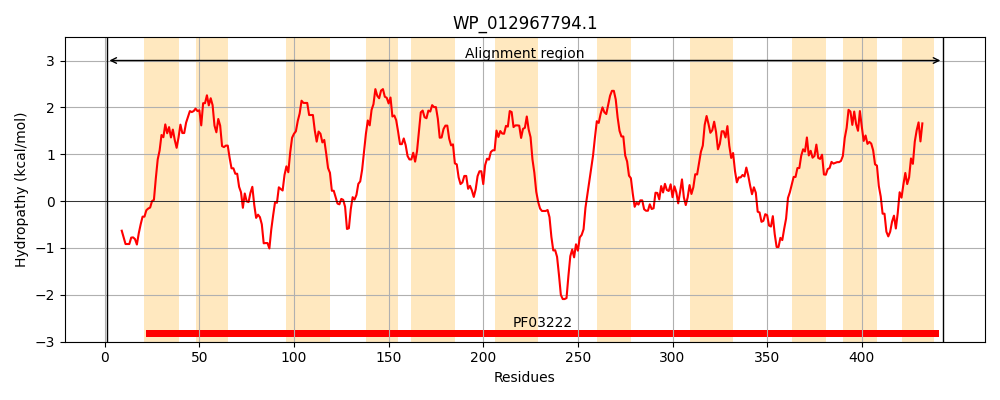 WP_012967794.1
Alignment region
3
2
1
0
−1
−2
−3
Hydropathy (kcal/mol)
PF03222
0 50 100 150 200 250 300 350 400
Residues